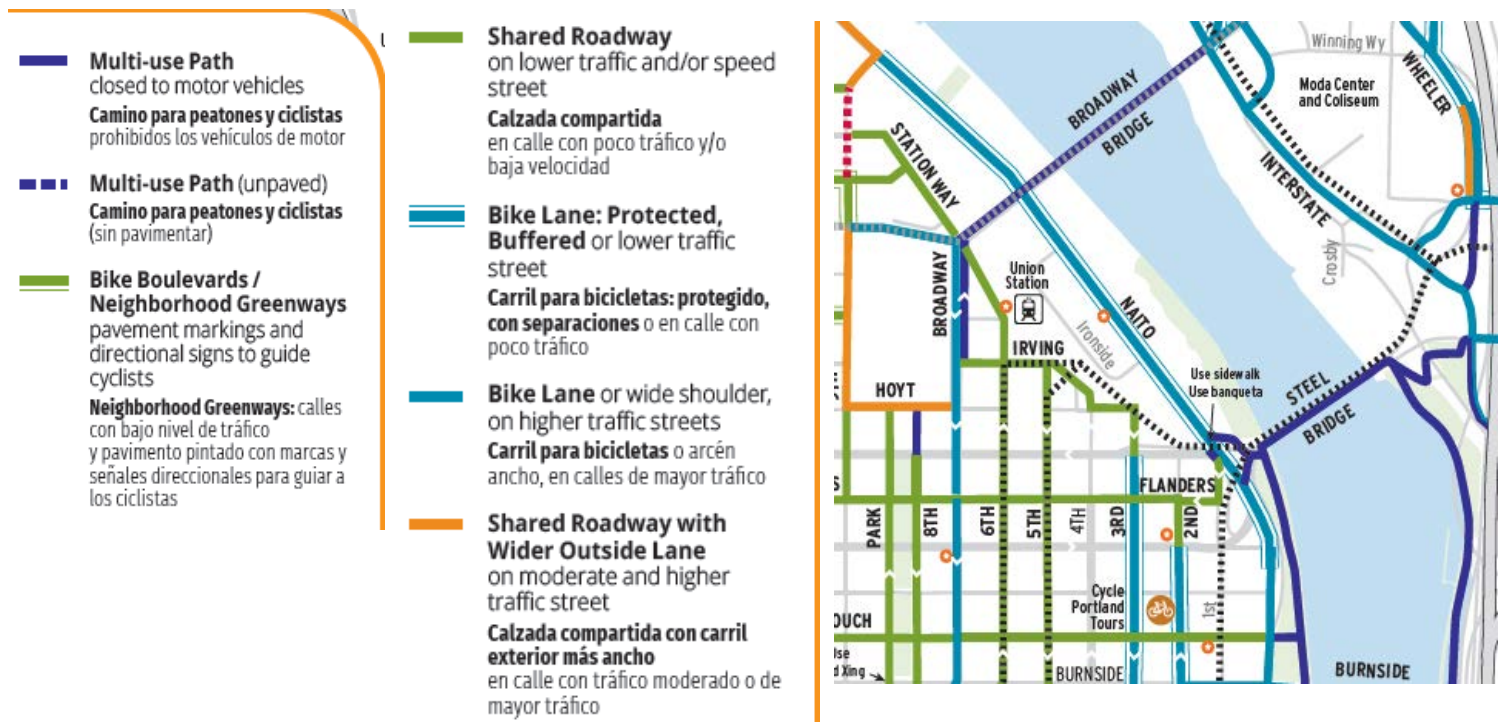 Multi-use Path
closed to motor vehicles
Camino para peatones y ciclistas
prohibidos los vehículos de motor
Multi-use Path (unpaved)
Camino para peatones y ciclistas
(sin pavimentar)
Bike Boulevards /
Neighborhood Greenways
pavement markings and
directional signs to guide
cyclists
Neighborhood Greenways: calles
con bajo nivel de tráfico
y pavimento pintado con marcas y
señales direccionales para guiar a
los ciclistas
Shared Roadway
on lower traffic and/or speed
street
Calzada compartida
en calle con poco tráfico y/o
baja velocidad
Bike Lane: Protected,
Buffered or lower traffic
street
Carril para bicicletas: protegido,
con separaciones o en calle con
poco tráfico
Bike Lane or wide shoulder,
on higher traffic streets
Carril para bicicletas o arcén
ancho, en calles de mayor tráfico
Shared Roadway with
Wider Outside Lane
on moderate and higher
traffic street
Calzada compartida con carril
exterior más ancho
en calle con tráfico moderado o de
mayor tráfico
Winning Wy
Moda Center
and Coliseum
WHEELER
BROADWAY
BRIDGE
STATION WAY
INTERSTATE
Crosby
Union
Station
BROADWAY
NAITO
Ironside
IRVING
Use sidewalk
Use banqueta
STEEL
BRIDGE
HOYT
FLANDERS
PARK
8TH
6TH
5TH
4TH
3RD
2ND
Cycle
Portland
Tours
1st
OUCH
BURNSIDE
BURNSIDE
d Xing